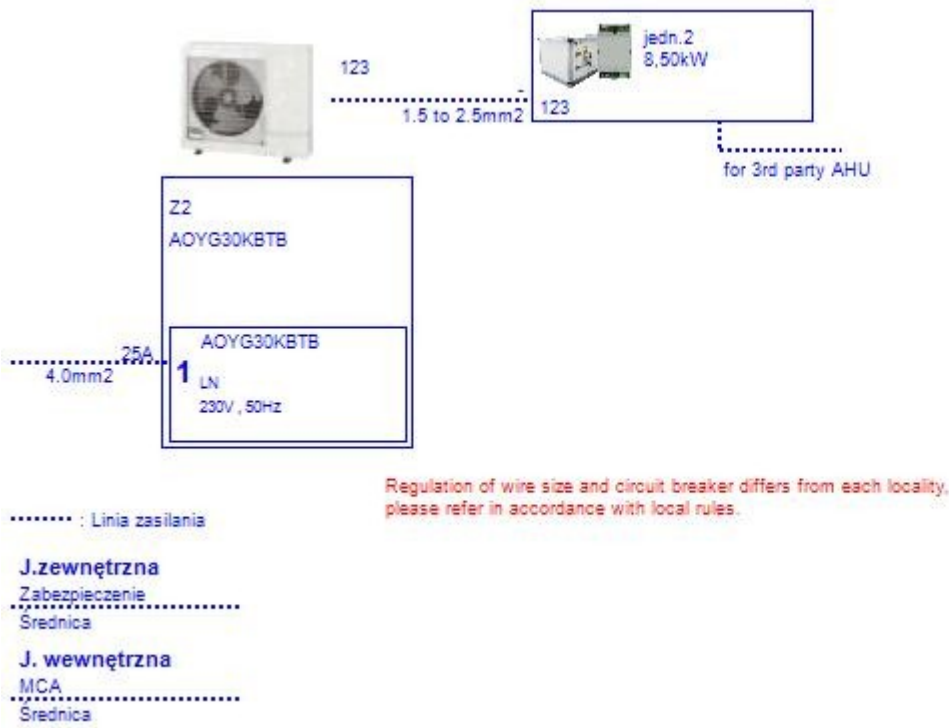 jedn.2
8,50kW
123
-
1.5 to 2.5mm2
123
for 3rd party AHU
Z2
AOYG30KBTB
AOYG30KBTB
25A
4.0mm2
1
LN
230V , 50Hz
Regulation of wire size and circuit breaker differs from each locality.
please refer in accordance with local rules.
: Linia zasilania
J.zewnętrzna
Zabezpieczenie
Średnica
J. wewnętrzna
MCA
Średnica